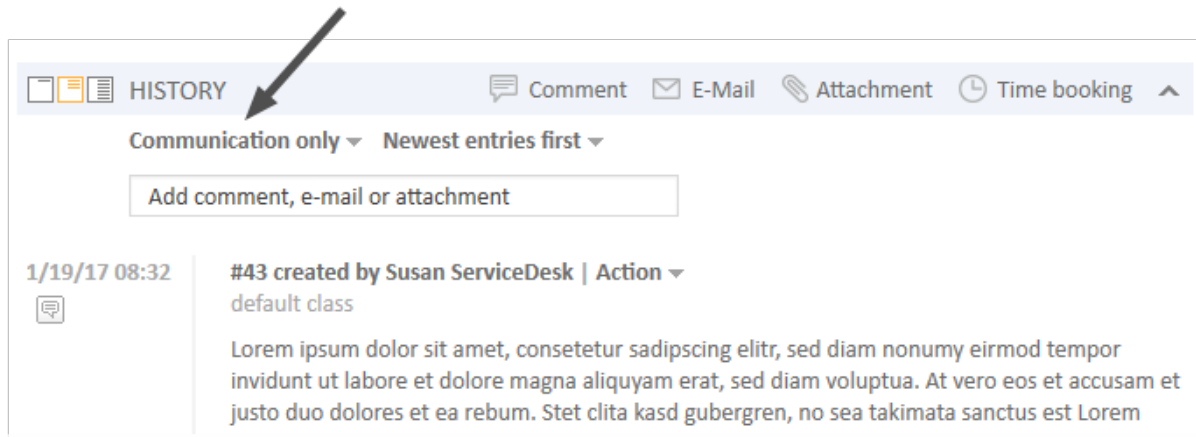 HISTORY Comment E-Mail Attachment Time booking
Communication only Newest entries first
Add comment, e-mail or attachment
1/19/17 08:32 #43 created by Susan ServiceDesk | Action
default class
Lorem ipsum dolor sit amet, consetetur sadipscing elitr, sed diam nonumy eirmod tempor
invidunt ut labore et dolore magna aliquyam erat, sed diam voluptua. At vero eos et accusam et
justo duo dolores et ea rebum. Stet clita kasd gubergren, no sea takimata sanctus est Lorem